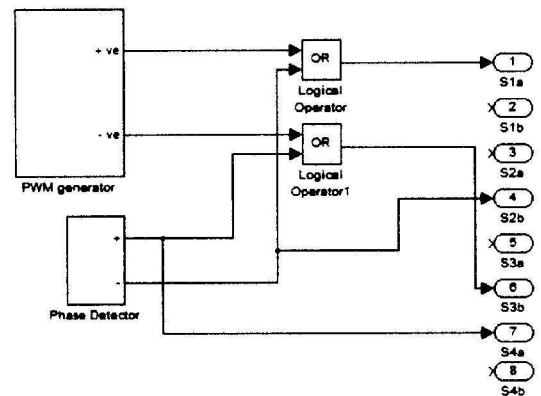 + ve
- ve
PWM generator
OR
Logical
Operator
OR
Logical
Operator1
+
-
Phase Detector
1
S1a
2
S1b
3
S2a
4
S2b
5
S3a
6
S3b
7
S4a
8
S4b